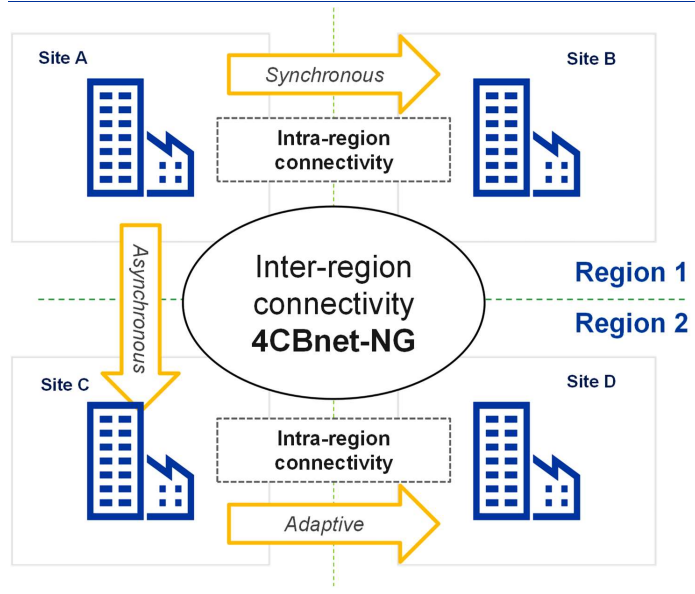 Site A
Synchronous
Site B
Intra-region
connectivity
Asynchronous
Inter-region
connectivity
4CBnet-NG
Region 1
Region 2
Site C
Site D
Intra-region
connectivity
Adaptive